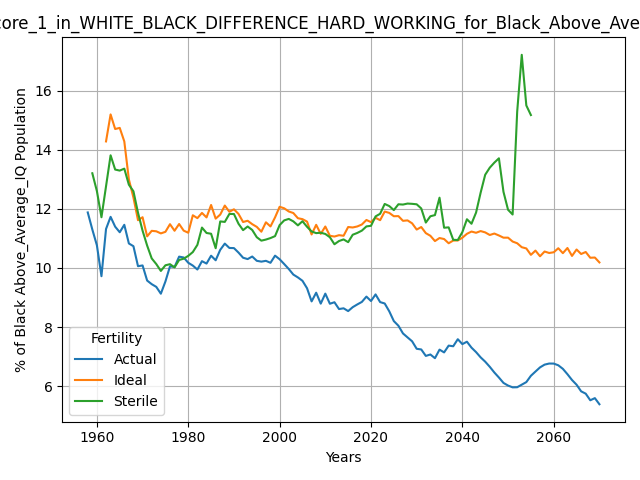 core_1_in_WHITE_BLACK_DIFFERENCE_HARD_WORKING_for_Black_Above_Ave
% of Black Above_Average_IQ Population
16
14
12
10
8
6
Fertility
Actual
Ideal
Sterile
1960 1980 2000 2020 2040 2060
Years